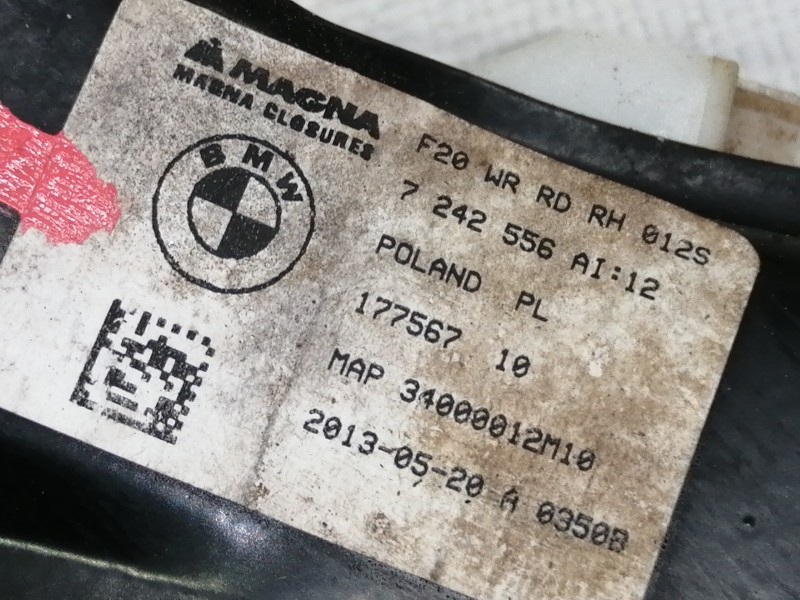 MAGNA
MAGNA CLOSURES
BMW
F20 WR RD RH 012S
7 242 556 AI:12
POLAND PL
177567 10
MAP 34000012M10
2013-05-20 A 0350B